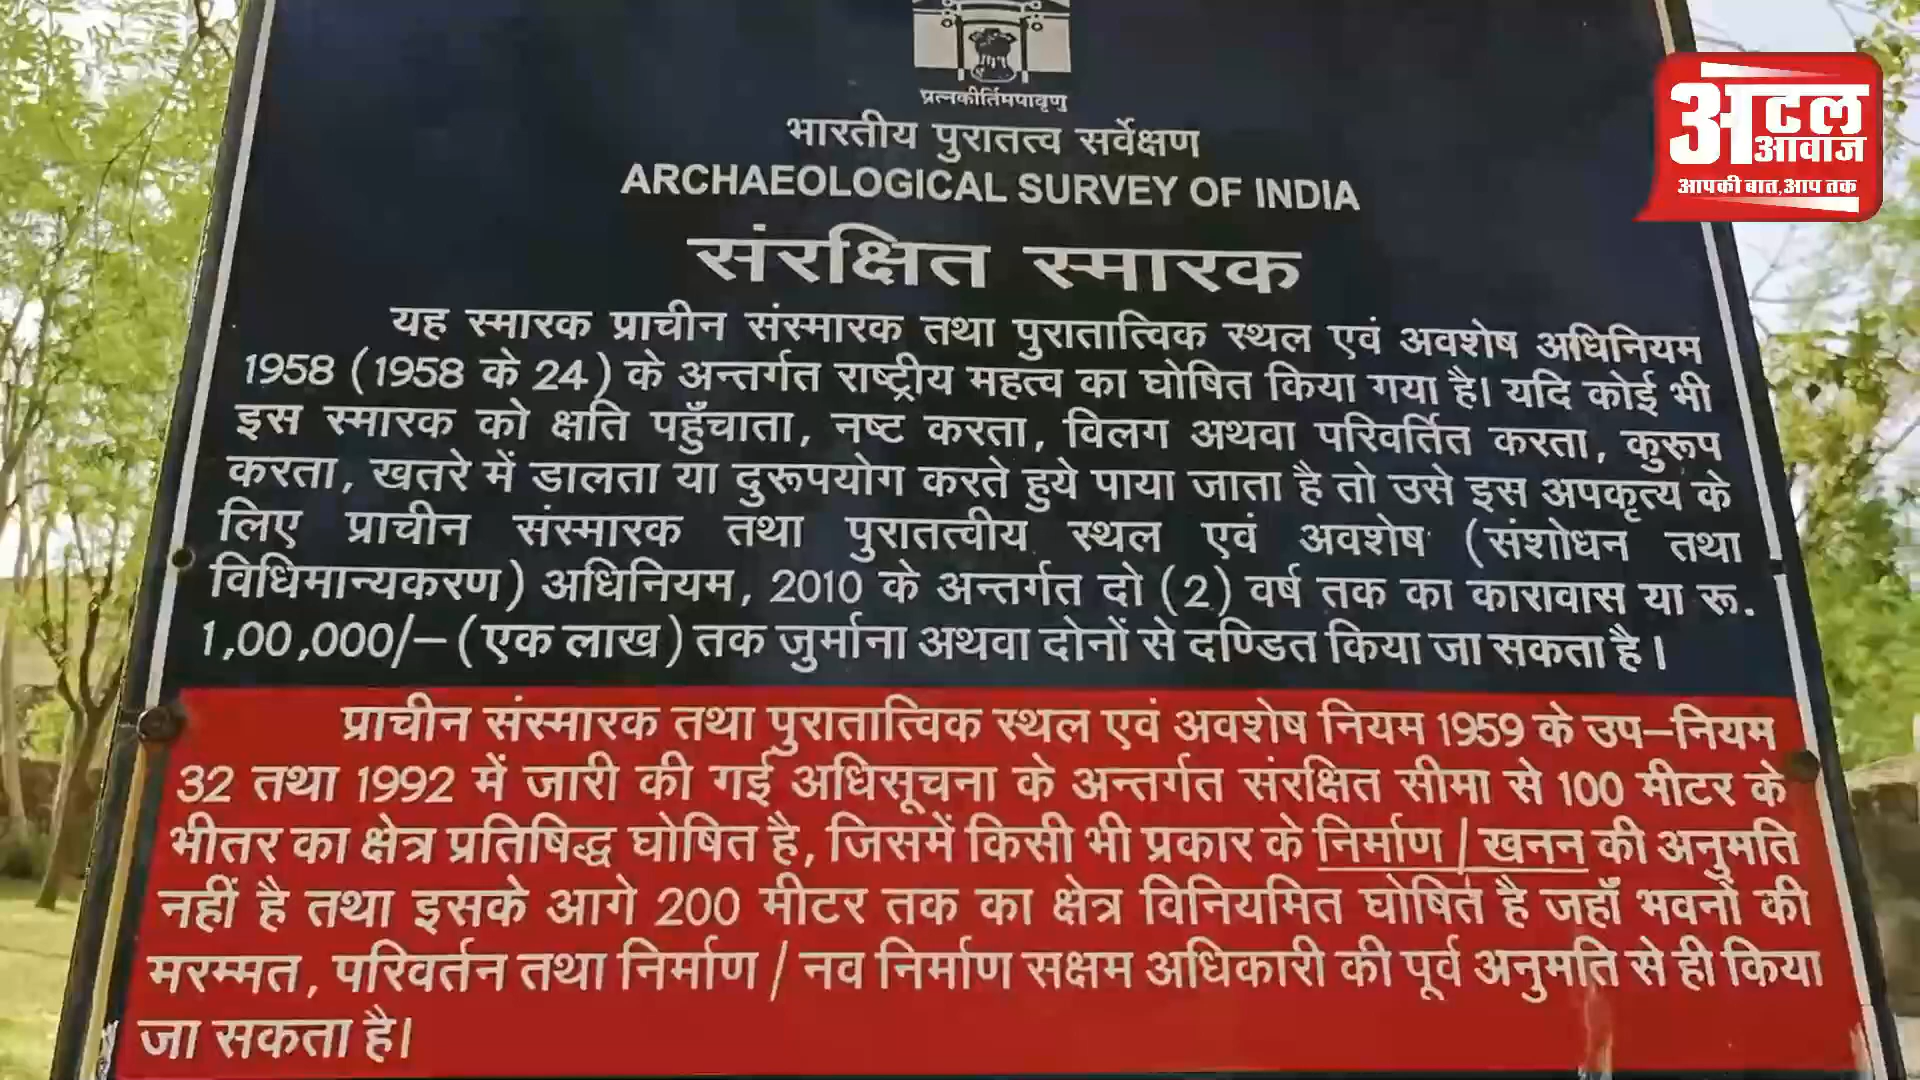 प्रत्नकीर्तिमपावृणु
भारतीय पुरातत्व सर्वेक्षण
ARCHAEOLOGICAL SURVEY OF INDIA
संरक्षित स्मारक
यह स्मारक प्राचीन संस्मारक तथा पुरातात्विक स्थल एवं अवशेष अधिनियम
1958 (1958 के 24) के अन्तर्गत राष्ट्रीय महत्व का घोषित किया गया है। यदि कोई भी
इस स्मारक को क्षति पहुँचाता, नष्ट करता, विलग अथवा परिवर्तित करता, कुरूप
करता, खतरे में डालता या दुरूपयोग करते हुये पाया जाता है तो उसे इस अपकृत्य के
लिए प्राचीन संस्मारक तथा पुरातत्वीय स्थल एवं अवशेष (संशोधन तथा
विधिमान्यकरण) अधिनियम, 2010 के अन्तर्गत दो (2) वर्ष तक का कारावास या रू.
1,00,000/– (एक लाख) तक जुर्माना अथवा दोनों से दण्डित किया जा सकता है।
प्राचीन संस्मारक तथा पुरातात्विक स्थल एवं अवशेष नियम 1959 के उप–नियम
32 तथा 1992 में जारी की गई अधिसूचना के अन्तर्गत संरक्षित सीमा से 100 मीटर के
भीतर का क्षेत्र प्रतिषिद्ध घोषित है, जिसमें किसी भी प्रकार के निर्माण / खनन की अनुमति
नहीं है तथा इसके आगे 200 मीटर तक का क्षेत्र विनियमित घोषित है जहाँ भवनों की
मरम्मत, परिवर्तन तथा निर्माण / नव निर्माण सक्षम अधिकारी की पूर्व अनुमति से ही किया
जा सकता है।
अटल
आवाज
आपकी बात,आप तक